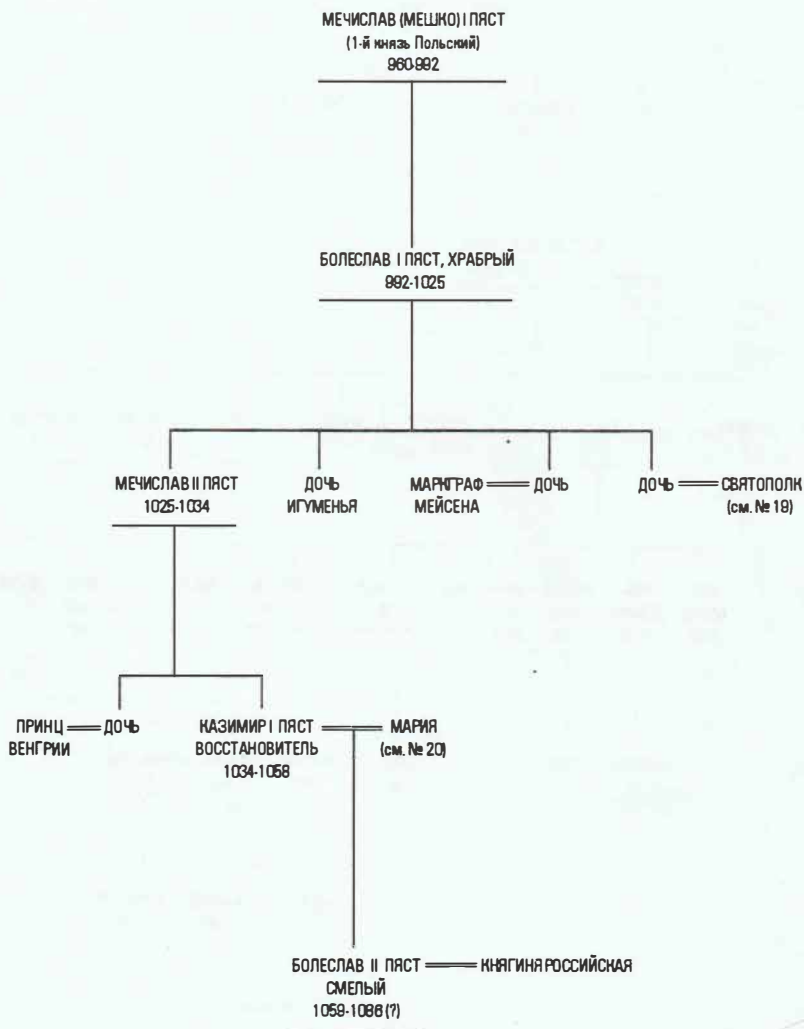 МЕЧИСЛАВ (МЕШКО) I ПЯСТ
(1-й князь Польский)
960-992
БОЛЕСЛАВ I ПЯСТ, ХРАБРЫЙ
992-1025
МЕЧИСЛАВ II ПЯСТ
1025-1034
ДОЧЬ
ИГУМЕНЬЯ
МАРКГРАФ
МЕЙСЕНА
ДОЧЬ
ДОЧЬ
СВЯТОПОЛК
(см. № 19)
ПРИНЦ
ВЕНГРИИ
ДОЧЬ
КАЗИМИР I ПЯСТ
ВОССТАНОВИТЕЛЬ
1034-1058
МАРИЯ
(см. № 20)
БОЛЕСЛАВ II ПЯСТ
СМЕЛЫЙ
1059-1086 (?)
КНЯГИНЯ РОССИЙСКАЯ